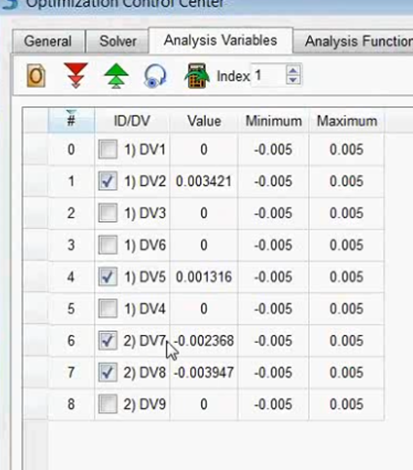 Optimization Control Center
General Solver Analysis Variables Analysis Function
Index 1
# ID/DV Value Minimum Maximum
0 1) DV1 0 -0.005 0.005
1 1) DV2 0.003421 -0.005 0.005
2 1) DV3 0 -0.005 0.005
3 1) DV6 0 -0.005 0.005
4 1) DV5 0.001316 -0.005 0.005
5 1) DV4 0 -0.005 0.005
6 2) DV7 -0.002368 -0.005 0.005
7 2) DV8 -0.003947 -0.005 0.005
8 2) DV9 0 -0.005 0.005